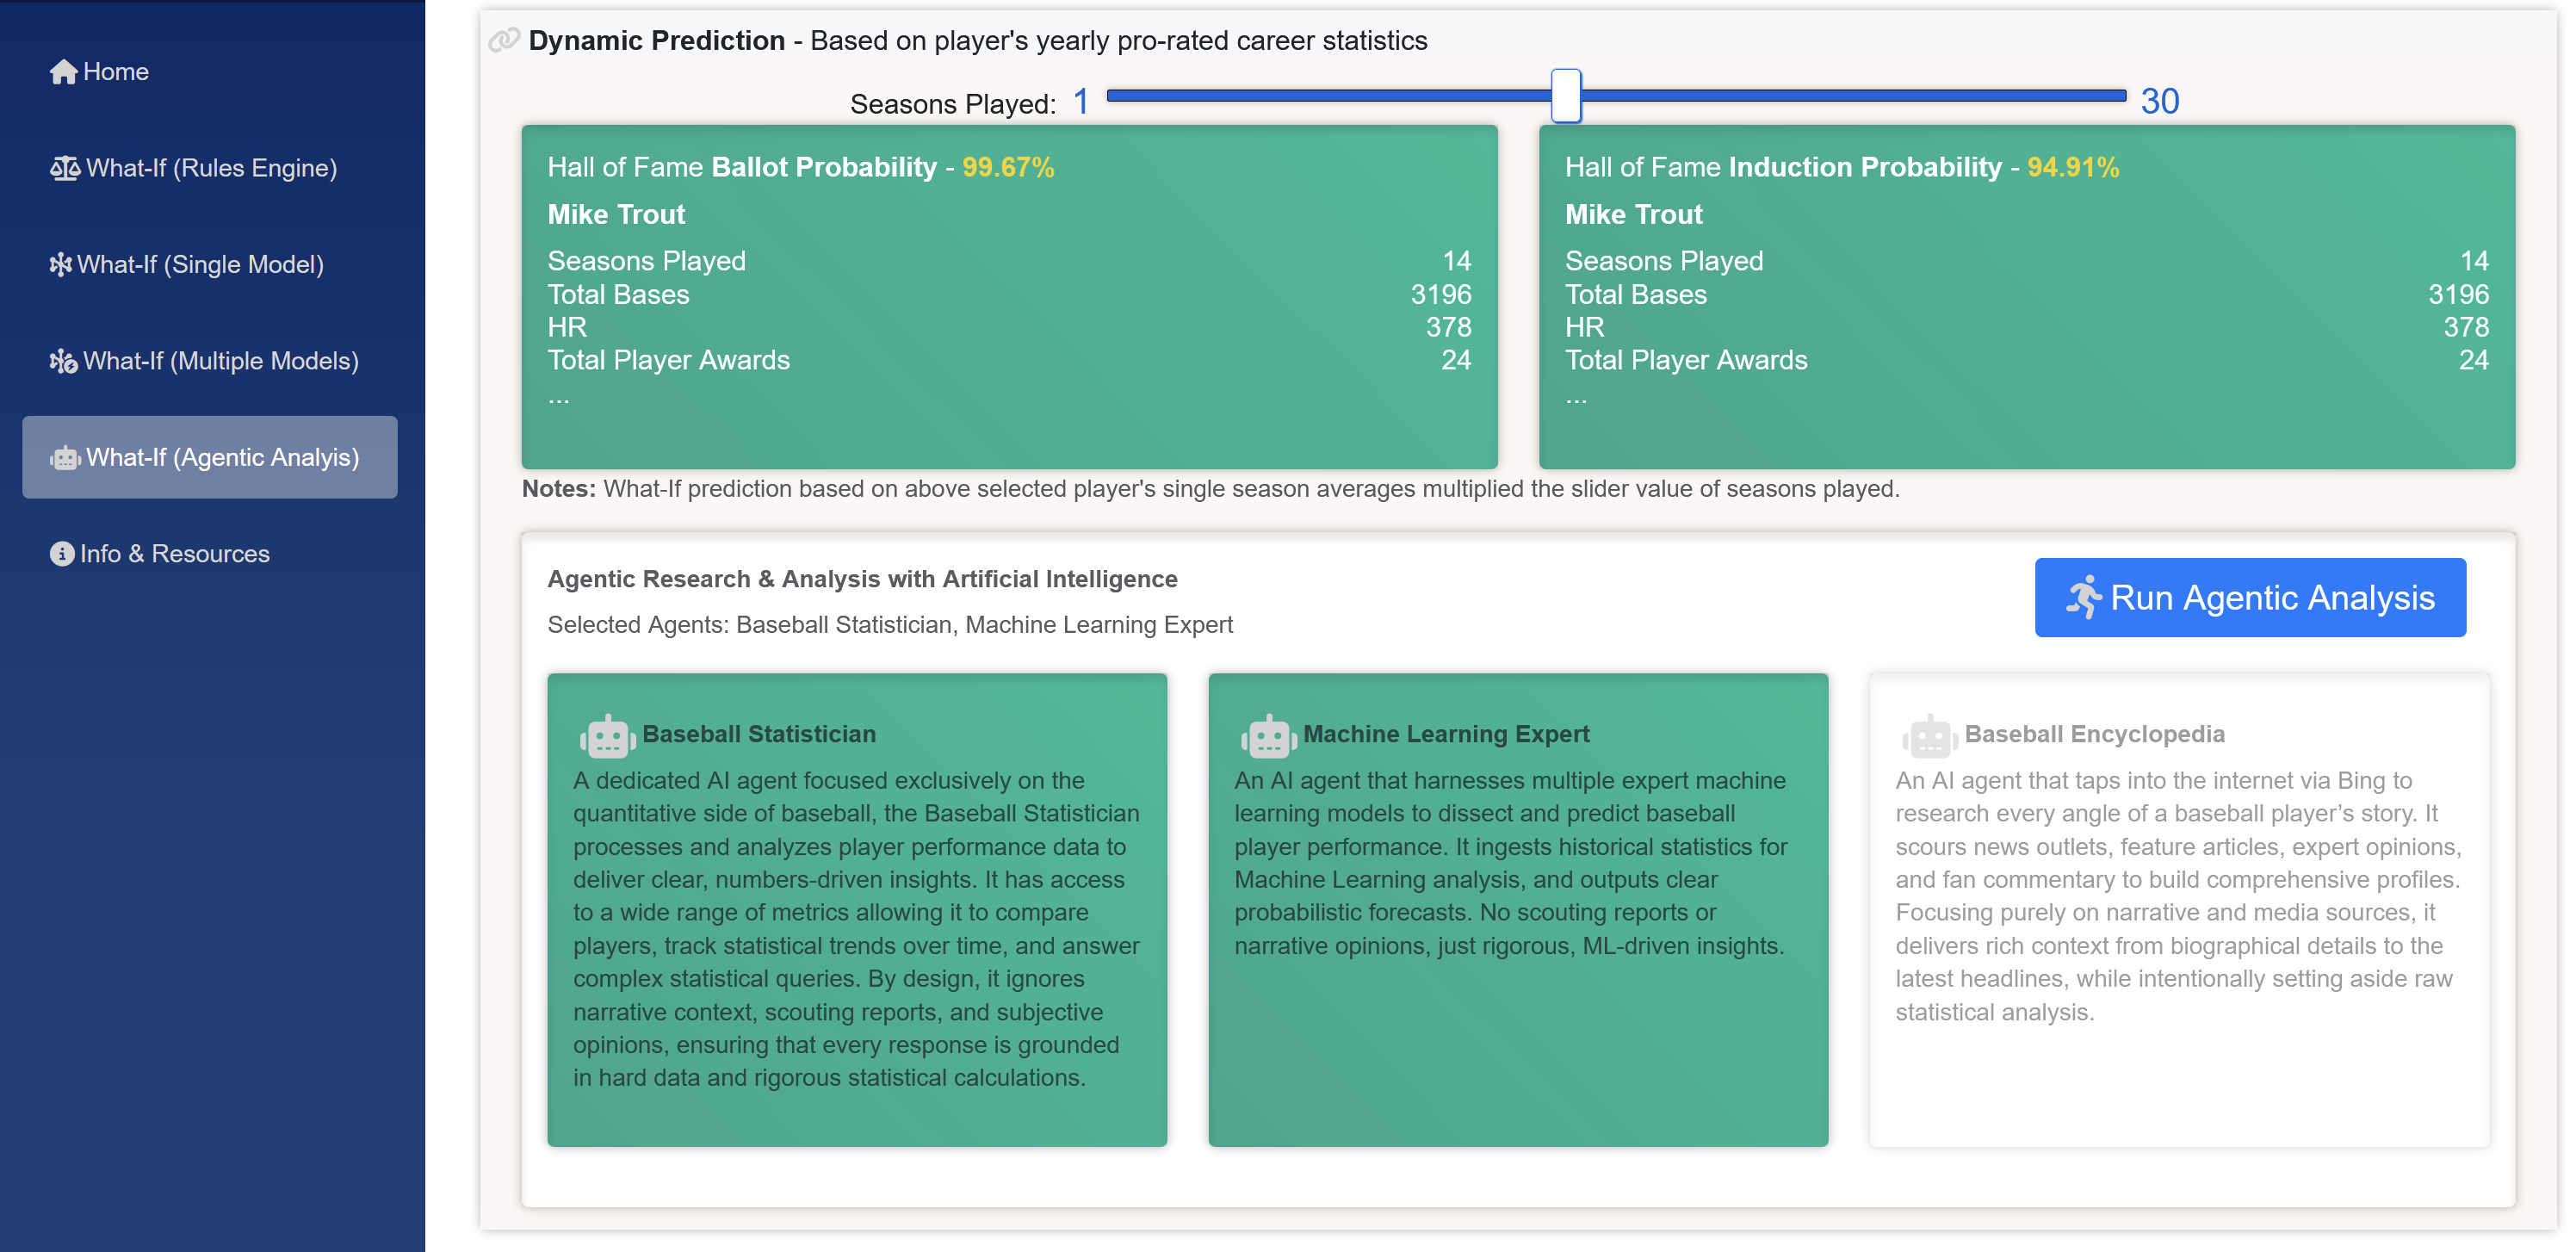 Home
What-If (Rules Engine)
What-If (Single Model)
What-If (Multiple Models)
What-If (Agentic Analyis)
Info & Resources
Dynamic Prediction - Based on player's yearly pro-rated career statistics
Seasons Played: 1 30
Hall of Fame Ballot Probability - 99.67%
Mike Trout
Seasons Played 14
Total Bases 3196
HR 378
Total Player Awards 24
...
Hall of Fame Induction Probability - 94.91%
Mike Trout
Seasons Played 14
Total Bases 3196
HR 378
Total Player Awards 24
...
Notes: What-If prediction based on above selected player's single season averages multiplied the slider value of seasons played.
Agentic Research & Analysis with Artificial Intelligence
Selected Agents: Baseball Statistician, Machine Learning Expert
Run Agentic Analysis
Baseball Statistician
A dedicated AI agent focused exclusively on the
quantitative side of baseball, the Baseball Statistician
processes and analyzes player performance data to
deliver clear, numbers-driven insights. It has access
to a wide range of metrics allowing it to compare
players, track statistical trends over time, and answer
complex statistical queries. By design, it ignores
narrative context, scouting reports, and subjective
opinions, ensuring that every response is grounded
in hard data and rigorous statistical calculations.
Machine Learning Expert
An AI agent that harnesses multiple expert machine
learning models to dissect and predict baseball
player performance. It ingests historical statistics for
Machine Learning analysis, and outputs clear
probabilistic forecasts. No scouting reports or
narrative opinions, just rigorous, ML-driven insights.
Baseball Encyclopedia
An AI agent that taps into the internet via Bing to
research every angle of a baseball player’s story. It
scours news outlets, feature articles, expert opinions,
and fan commentary to build comprehensive profiles.
Focusing purely on narrative and media sources, it
delivers rich context from biographical details to the
latest headlines, while intentionally setting aside raw
statistical analysis.